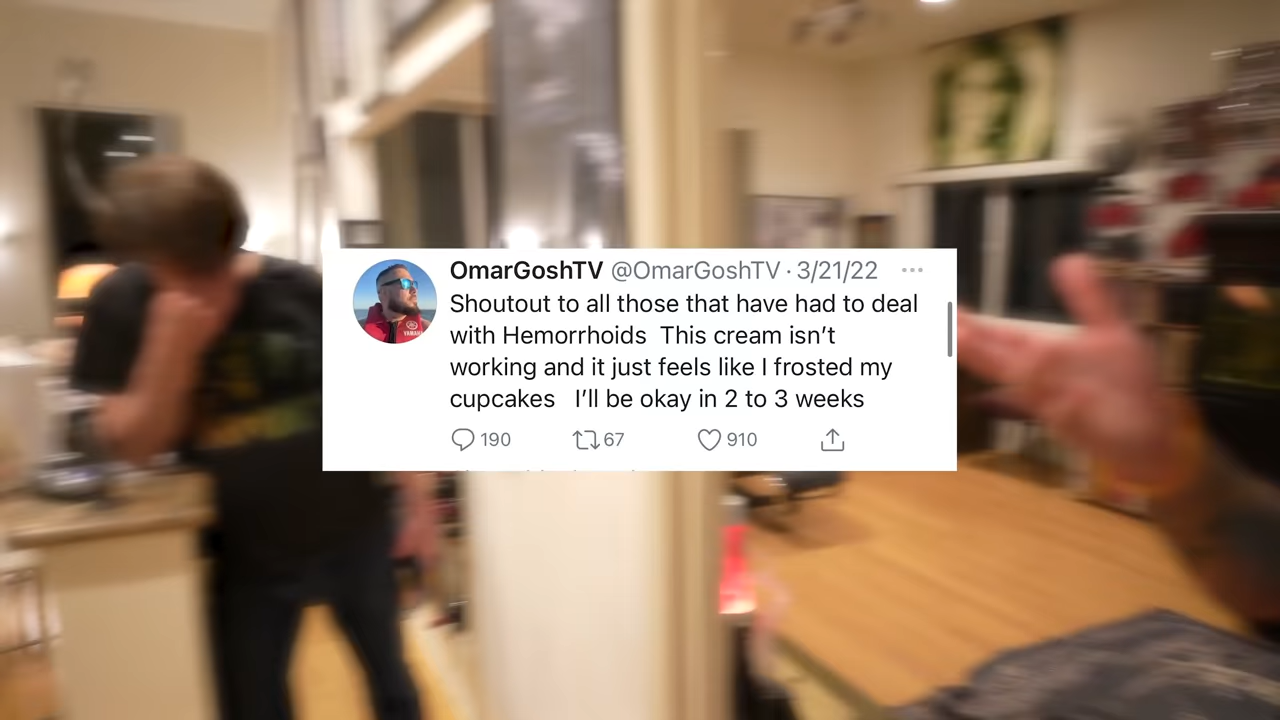 OmarGoshTV @OmarGoshTV · 3/21/22
Shoutout to all those that have had to deal
with Hemorrhoids  This cream isn’t
working and it just feels like I frosted my
cupcakes   I’ll be okay in 2 to 3 weeks
190 67 910
YAMAHA